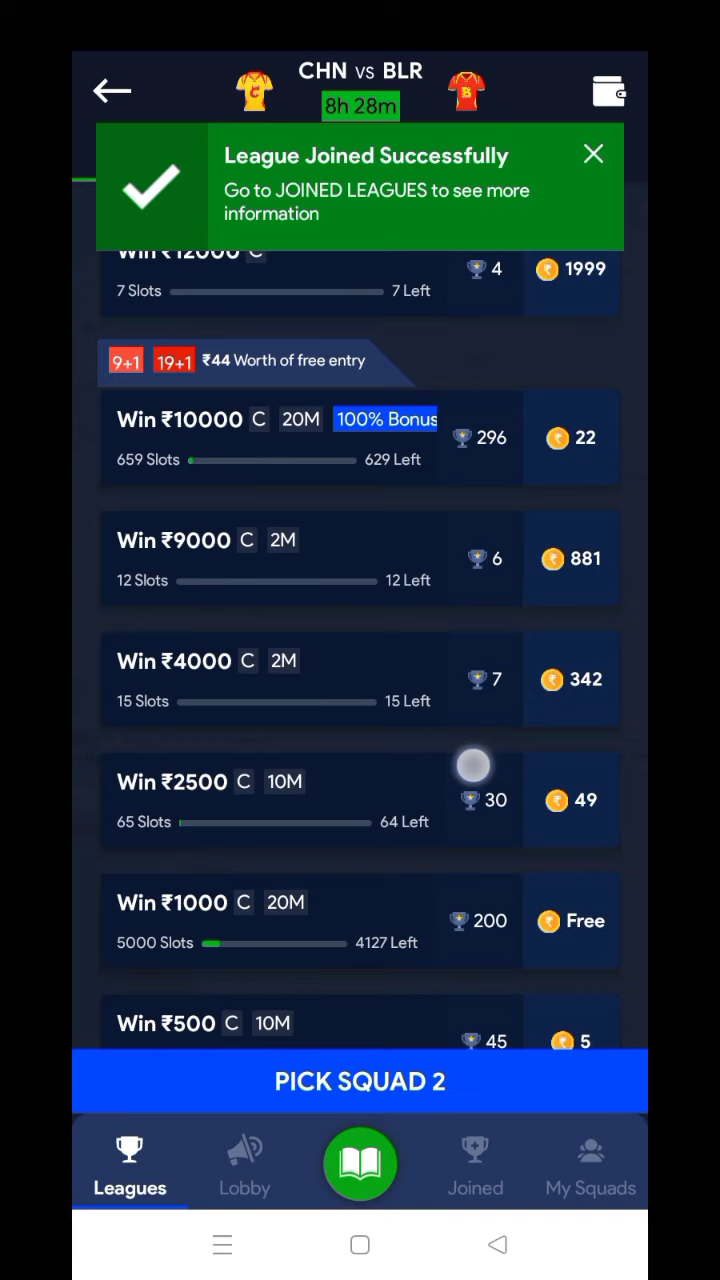 CHN vs BLR
8h 28m
League Joined Successfully
Go to JOINED LEAGUES to see more
information
Win ₹12000 C
4
1999
7 Slots
7 Left
9+1 19+1 ₹44 Worth of free entry
Win ₹10000 C 20M 100% Bonus
296
22
659 Slots
629 Left
Win ₹9000 C 2M
6
881
12 Slots
12 Left
Win ₹4000 C 2M
7
342
15 Slots
15 Left
Win ₹2500 C 10M
30
49
65 Slots
64 Left
Win ₹1000 C 20M
200
Free
5000 Slots
4127 Left
Win ₹500 C 10M
45
5
PICK SQUAD 2
Leagues
Lobby
Joined
My Squads